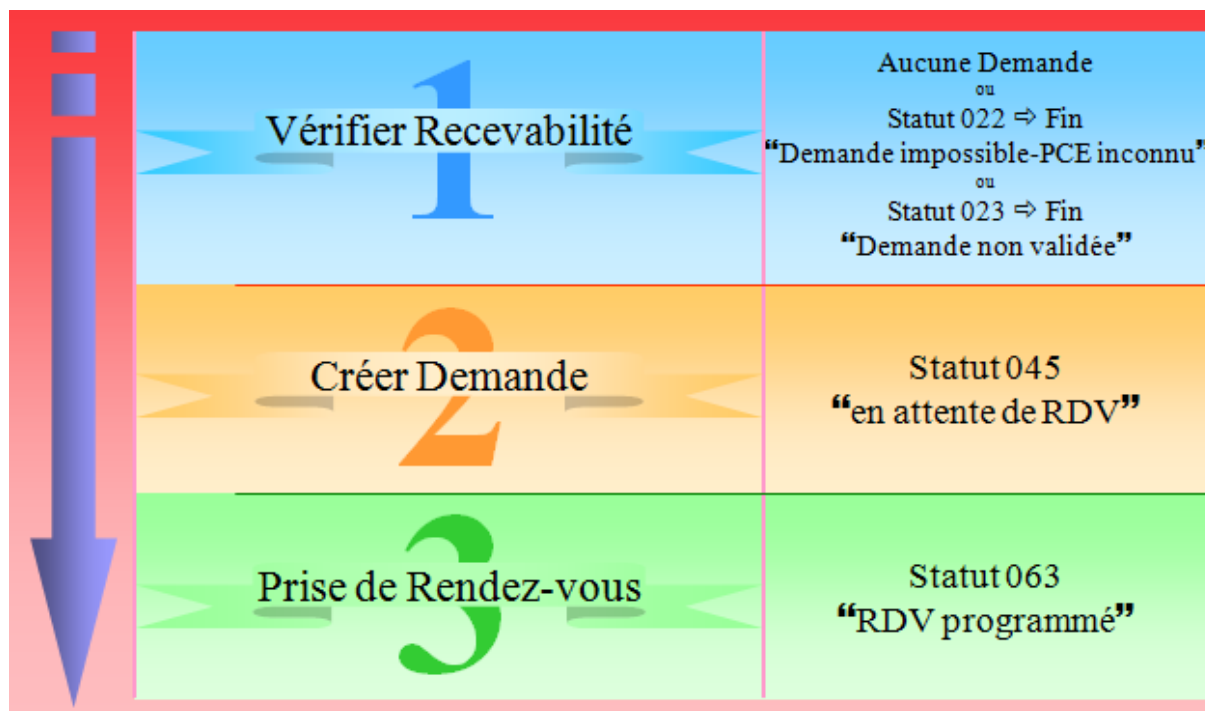 1
Vérifier Recevabilité
Aucune Demande
ou
Statut 022 ⇨ Fin
❝Demande impossible-PCE inconnu❞
ou
Statut 023 ⇨ Fin
❝Demande non validée❞
2
Créer Demande
Statut 045
❝en attente de RDV❞
3
Prise de Rendez-vous
Statut 063
❝RDV programmé❞